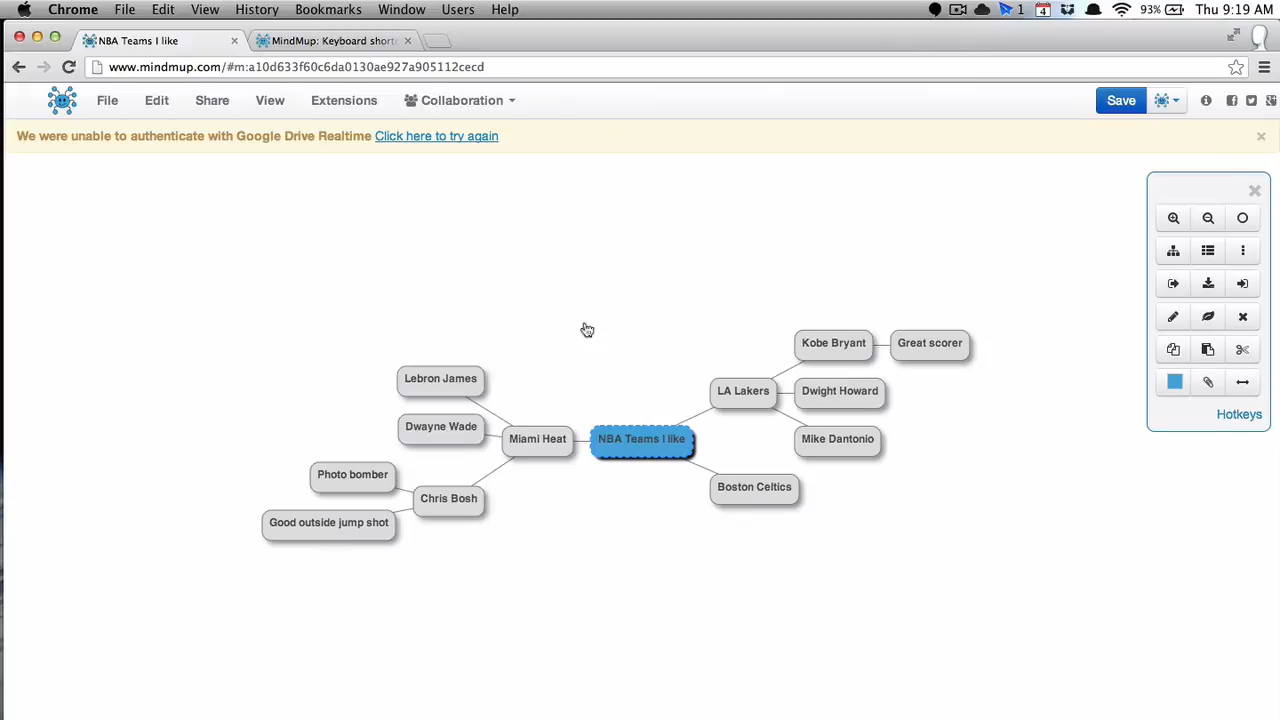 Chrome File Edit View History Bookmarks Window Users Help 1 4 93% Thu 9:19 AM
NBA Teams I like MindMup: Keyboard short
www.mindmup.com/#m:a10d633f60c6da0130ae927a905112cecd
File Edit Share View Extensions Collaboration Save
We were unable to authenticate with Google Drive Realtime Click here to try again
Kobe Bryant Great scorer
Lebron James
LA Lakers Dwight Howard
Dwayne Wade
Miami Heat NBA Teams I like Mike Dantonio
Photo bomber
Boston Celtics
Chris Bosh
Good outside jump shot
Hotkeys